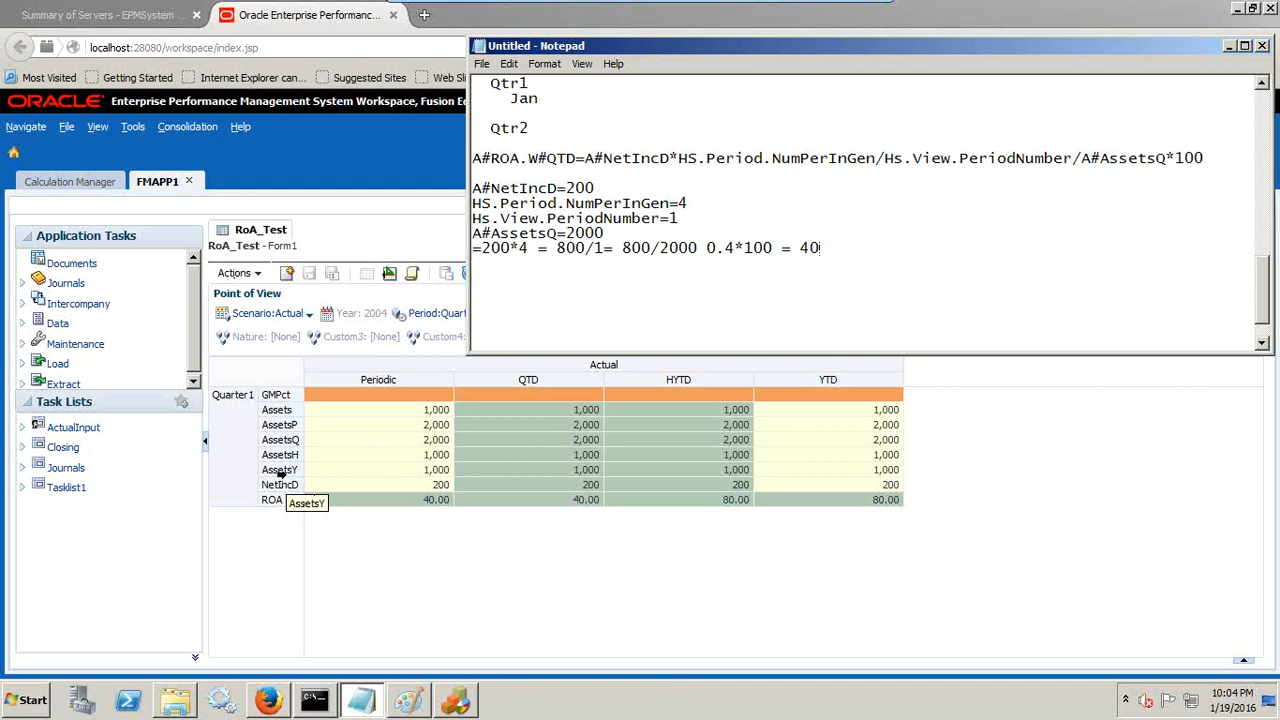 Summary of Servers - EPMSystem
Oracle Enterprise Performanc...
localhost:28080/workspace/index.jsp
Most Visited
Getting Started
Internet Explorer can...
Suggested Sites
Web Sli
ORACLE Enterprise Performance Management System Workspace, Fusion Ed
Navigate File View Tools Consolidation Help
Calculation Manager
FMAPP1
Application Tasks
Documents
Journals
Intercompany
Data
Maintenance
Load
Extract
Task Lists
ActualInput
Closing
Journals
Tasklist1
RoA_Test
RoA_Test - Form1
Actions
Point of View
Scenario:Actual Year: 2004 Period:Quart
Nature: [None] Custom3: [None] Custom4:
Actual
Periodic QTD HYTD YTD
Quarter1 GMPct
Assets 1,000 1,000 1,000 1,000
AssetsP 2,000 2,000 2,000 2,000
AssetsQ 2,000 2,000 2,000 2,000
AssetsH 1,000 1,000 1,000 1,000
AssetsY 1,000 1,000 1,000 1,000
NetIncD 200 200 200 200
ROA 40.00 40.00 80.00 80.00
AssetsY
Untitled - Notepad
File Edit Format View Help
Qtr1
Jan
Qtr2
A#ROA.W#QTD=A#NetIncD*HS.Period.NumPerInGen/Hs.View.PeriodNumber/A#AssetsQ*100
A#NetIncD=200
HS.Period.NumPerInGen=4
Hs.View.PeriodNumber=1
A#AssetsQ=2000
=200*4 = 800/1= 800/2000 0.4*100 = 40
Start
10:04 PM
1/19/2016